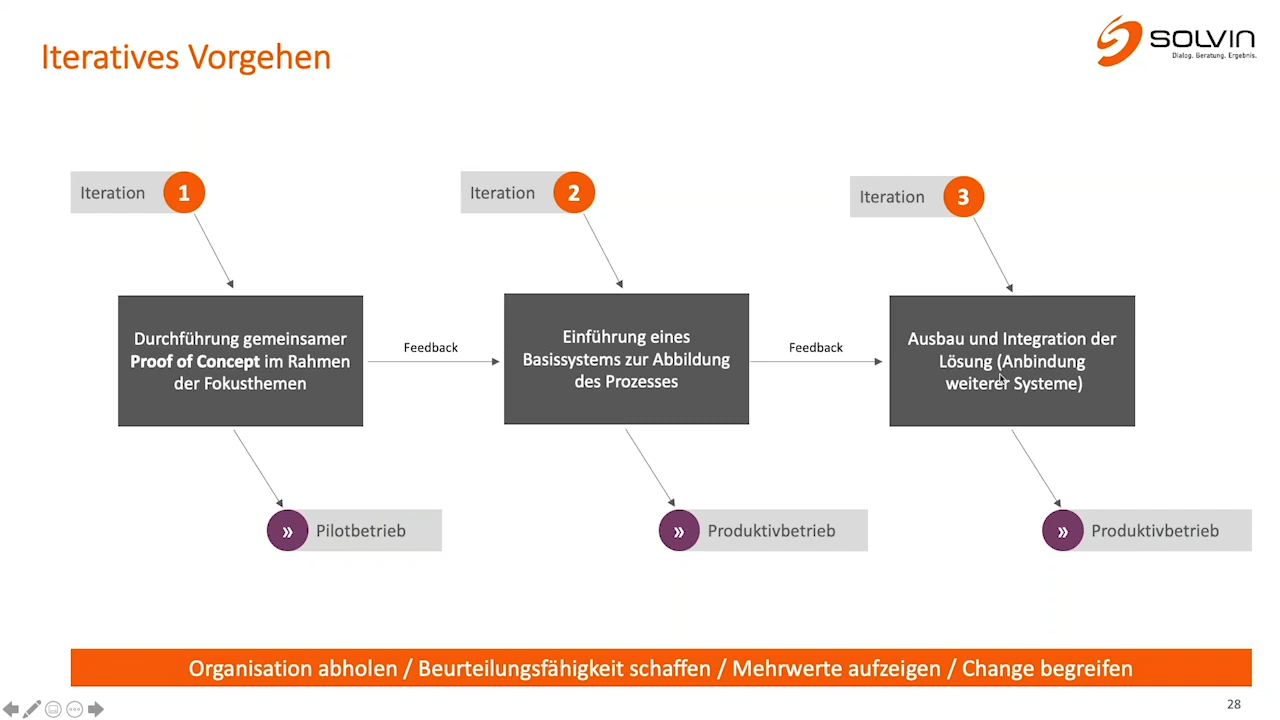 Iteratives Vorgehen
SOLVIN
Dialog. Beratung. Ergebnis.
Iteration 1
Iteration 2
Iteration 3
Durchführung gemeinsamer
Proof of Concept im Rahmen
der Fokusthemen
Feedback
Einführung eines
Basissystems zur Abbildung
des Prozesses
Feedback
Ausbau und Integration der
Lösung (Anbindung
weiterer Systeme)
» Pilotbetrieb
» Produktivbetrieb
» Produktivbetrieb
Organisation abholen / Beurteilungsfähigkeit schaffen / Mehrwerte aufzeigen / Change begreifen
28